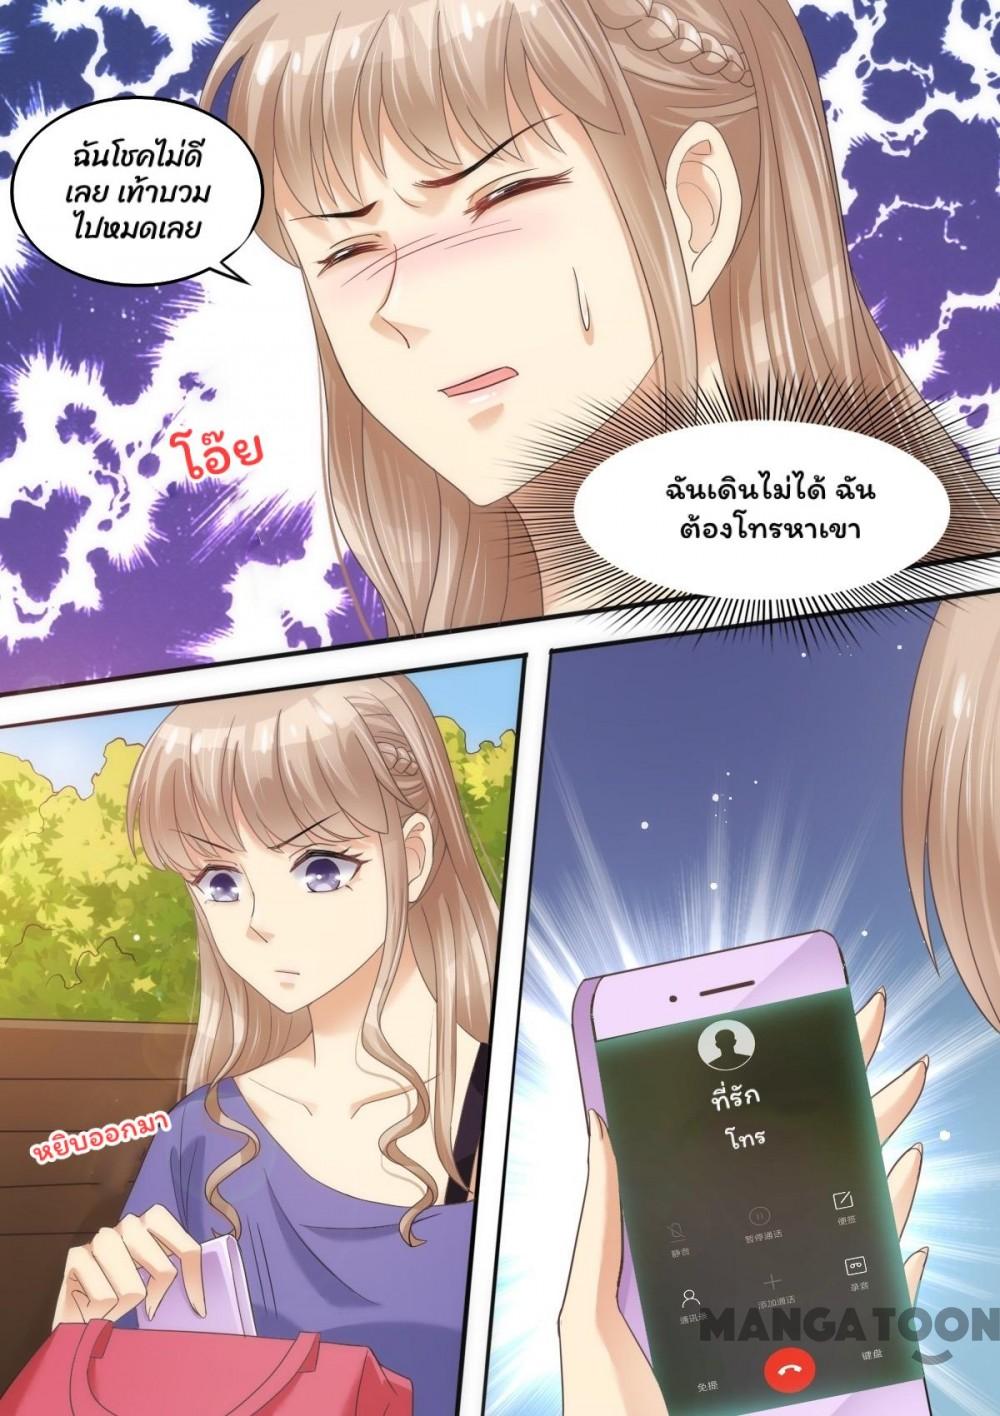 ฉันโชคไม่ดี
เลย เท้าบวม
ไปหมดเลย
โอ๊ย
ฉันเดินไม่ได้ ฉัน
ต้องโทรหาเขา
หยิบออกมา
ที่รัก
โทร
静音
暂停通话
便签
通讯录
添加通话
录音
免提
键盘
MANGATOON